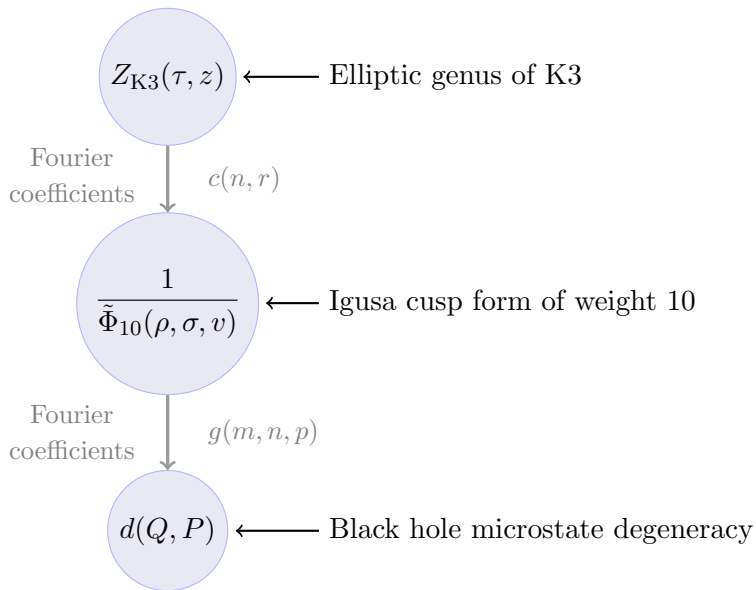 Z_{K3}(τ, z)
Elliptic genus of K3
Fourier
coefficients
c(n, r)
1
Φ̃_{10}(ρ, σ, v)
Igusa cusp form of weight 10
Fourier
coefficients
g(m, n, p)
d(Q, P)
Black hole microstate degeneracy